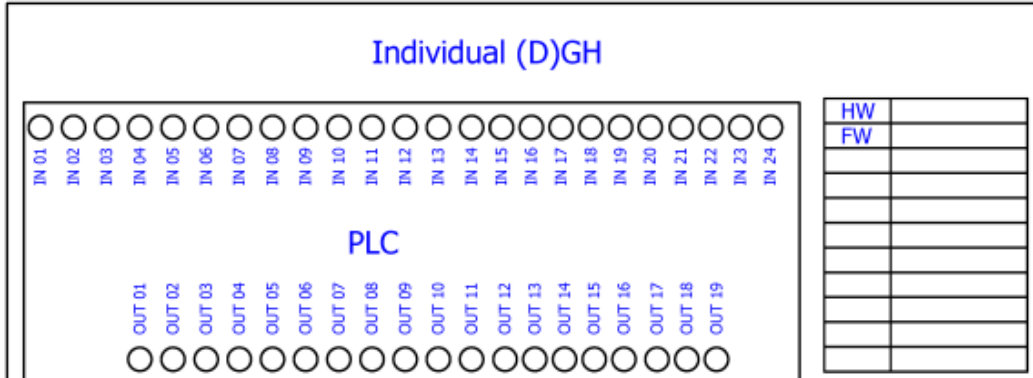 Individual (D)GH
HW
FW
IN 01 IN 02 IN 03 IN 04 IN 05 IN 06 IN 07 IN 08 IN 09 IN 10 IN 11 IN 12 IN 13 IN 14 IN 15 IN 16 IN 17 IN 18 IN 19 IN 20 IN 21 IN 22 IN 23 IN 24
PLC
OUT 01 OUT 02 OUT 03 OUT 04 OUT 05 OUT 06 OUT 07 OUT 08 OUT 09 OUT 10 OUT 11 OUT 12 OUT 13 OUT 14 OUT 15 OUT 16 OUT 17 OUT 18 OUT 19